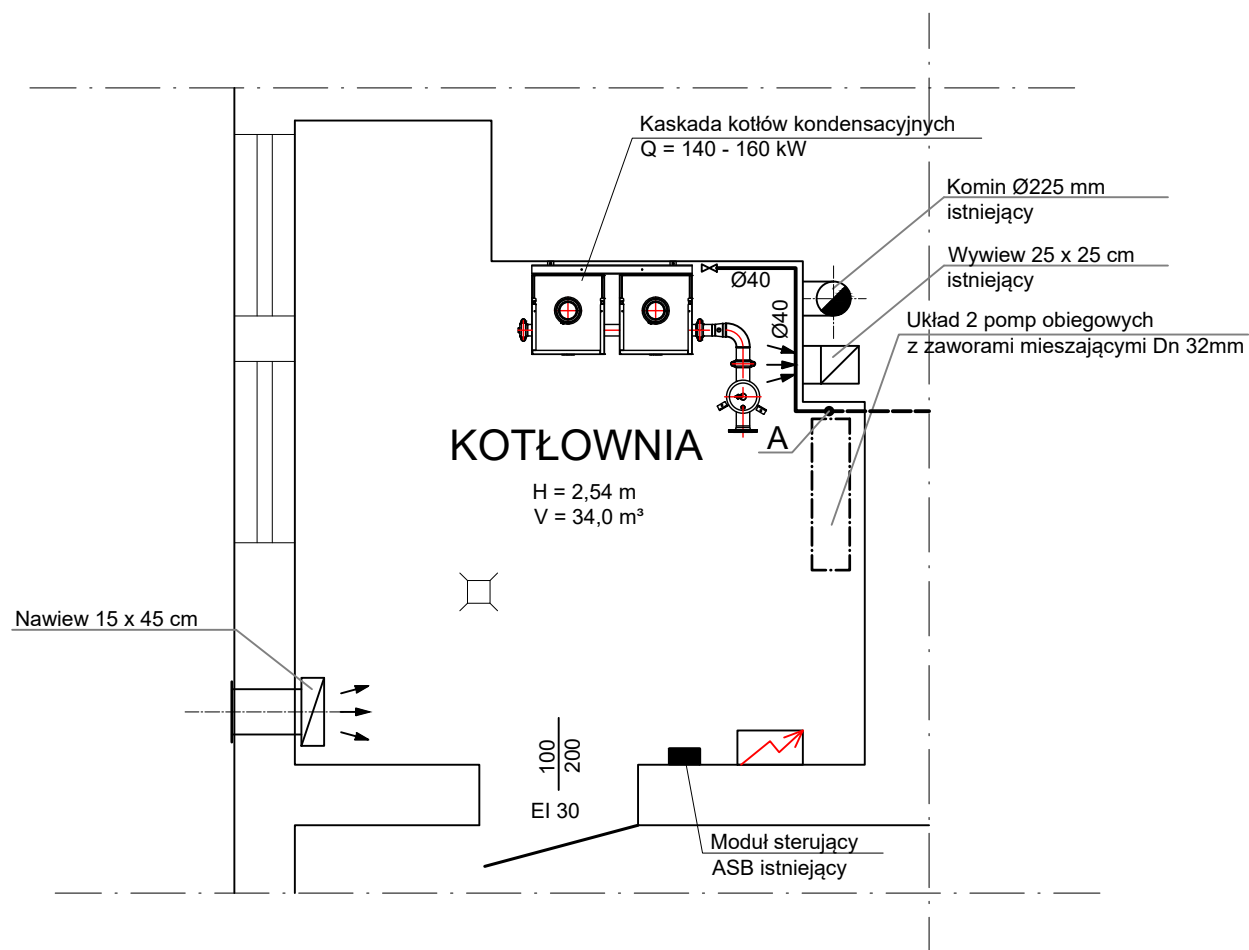 Kaskada kotłów kondensacyjnych
Q = 140 - 160 kW
Komin Ø225 mm
istniejący
Wywiew 25 x 25 cm
istniejący
Ø40
Ø40
Układ 2 pomp obiegowych
z zaworami mieszającymi Dn 32mm
A
KOTŁOWNIA
H = 2,54 m
V = 34,0 m³
Nawiew 15 x 45 cm
100
200
EI 30
Moduł sterujący
ASB istniejący